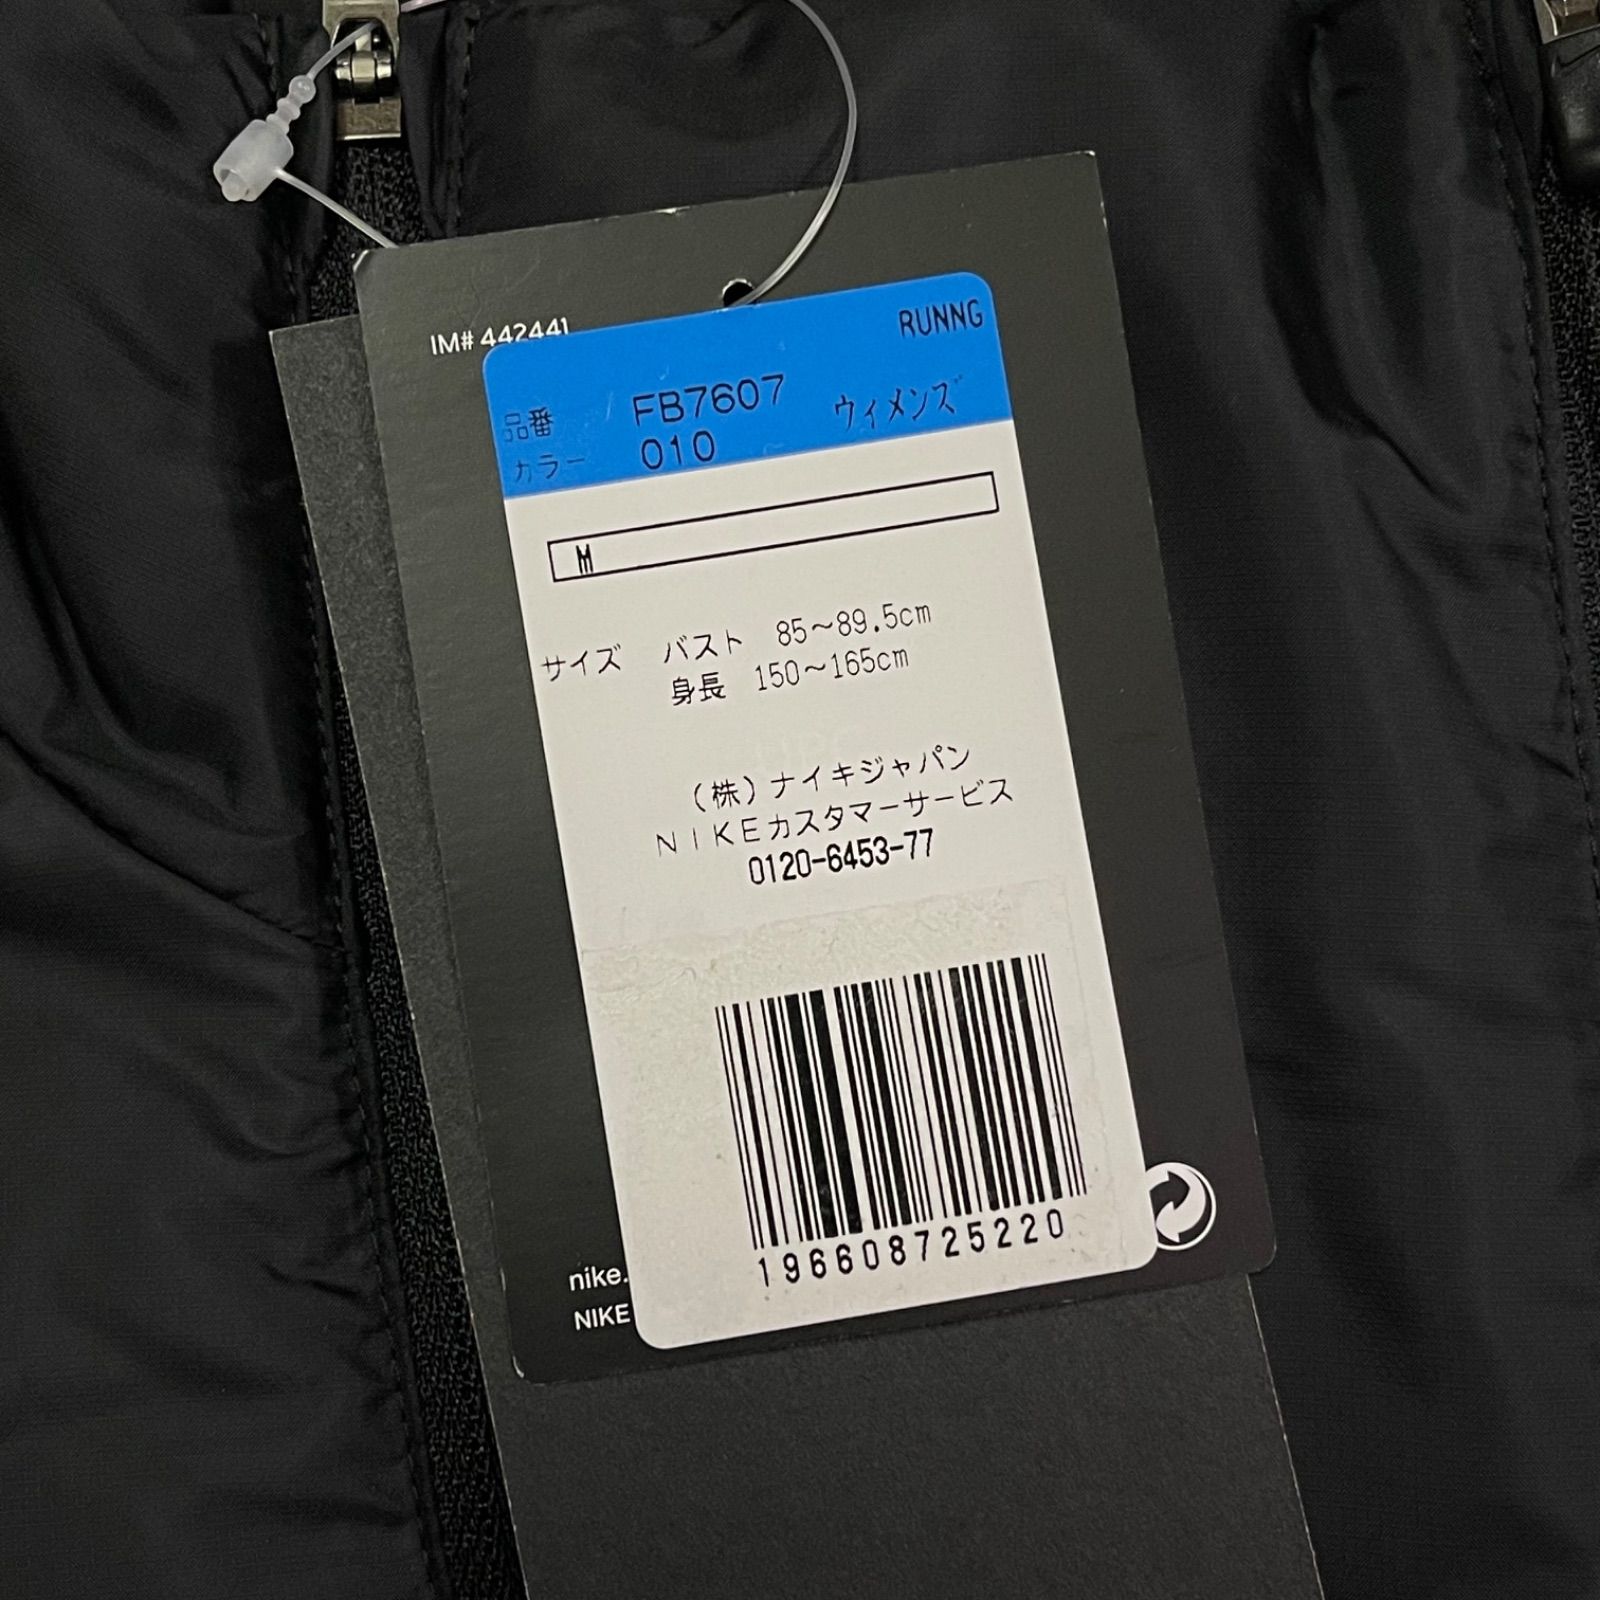 IM# 442441
RUNNG
品番 FB7607 ウィメンズ
カラー 010
M
サイズ バスト 85～89.5cm
身長 150～165cm
(株)ナイキジャパン
NIKEカスタマーサービス
0120-6453-77
196608725220
nike.
NIKE